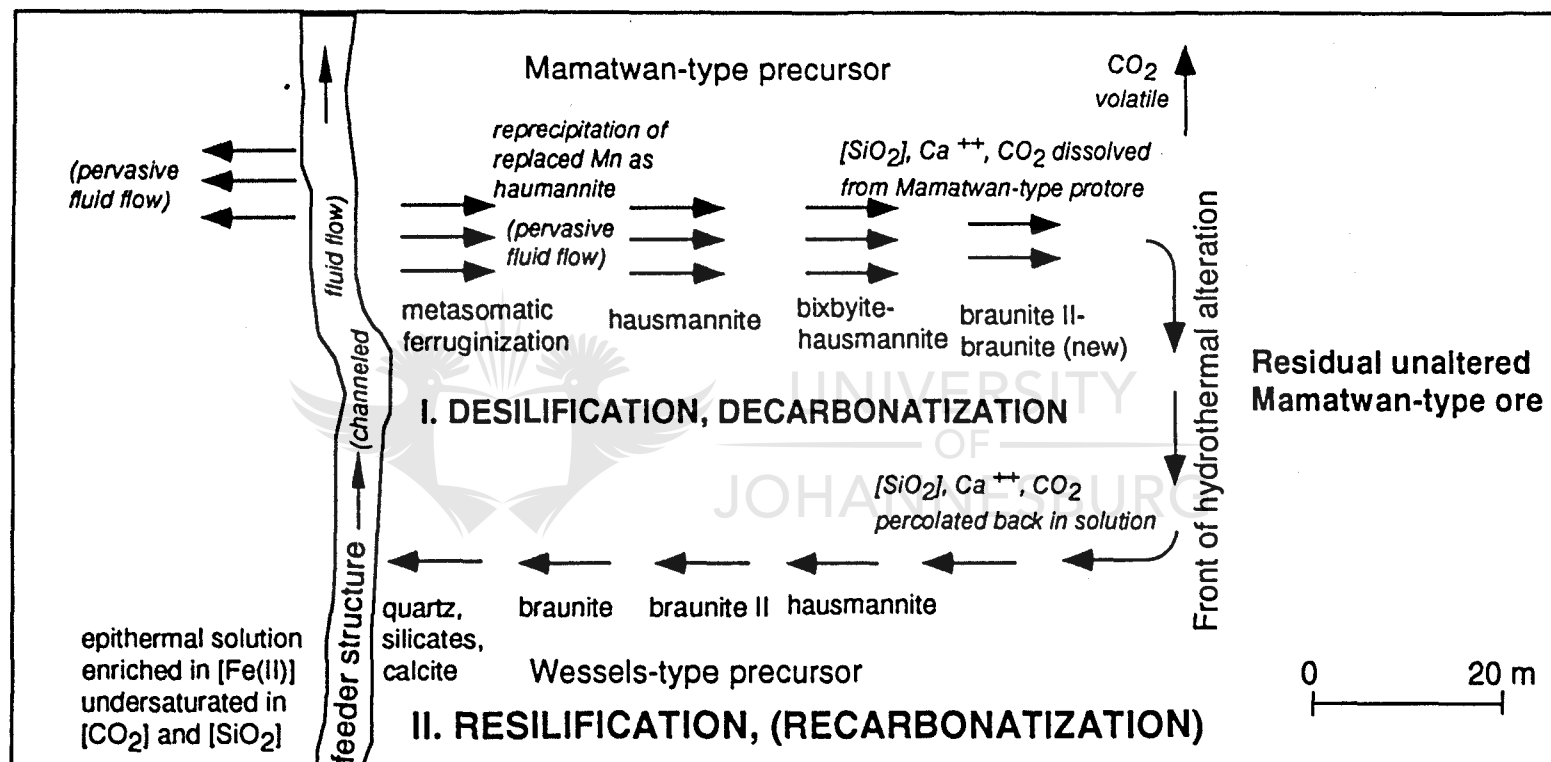 Mamatwan-type precursor
CO2
volatile
reprecipitation of
replaced Mn as
haumannite
[SiO2], Ca ++, CO2 dissolved
from Mamatwan-type protore
(pervasive
fluid flow)
(pervasive
fluid flow)
metasomatic
ferruginization
hausmannite
bixbyite-
hausmannite
braunite II-
braunite (new)
Front of hydrothermal alteration
Residual unaltered
Mamatwan-type ore
I. DESILIFICATION, DECARBONATIZATION
UNIVERSITY
OF
JOHANNESBURG
[SiO2], Ca ++, CO2
percolated back in solution
feeder structure
(channeled
fluid flow)
quartz,
silicates,
calcite
braunite
braunite II
hausmannite
epithermal solution
enriched in [Fe(II)]
undersaturated in
[CO2] and [SiO2]
Wessels-type precursor
0 20 m
II. RESILIFICATION, (RECARBONATIZATION)